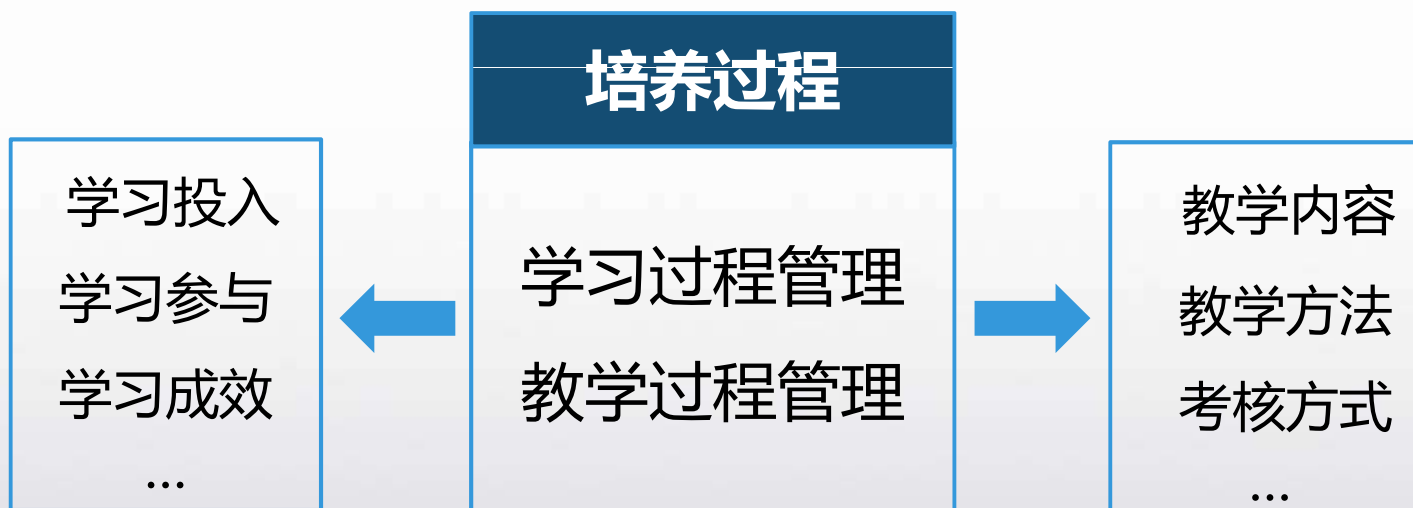 培养过程
学习投入
学习参与
学习成效
...
学习过程管理
教学过程管理
教学内容
教学方法
考核方式
...